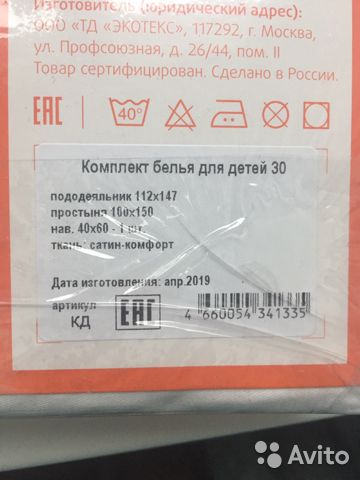 Изготовитель (юридический адрес):
ООО «ТД «ЭКОТЕКС», 117292, г. Москва,
ул. Профсоюзная, д. 26/44, пом. II
Товар сертифицирован. Сделано в России.
ЕАС 40°
Комплект белья для детей 30
пододеяльник 112х147
простыня 100х150
нав. 40х60 - 1 шт.
ткань: сатин-комфорт
Дата изготовления: апр.2019
артикул
КД
ЕАС
4 660054 341335
Avito